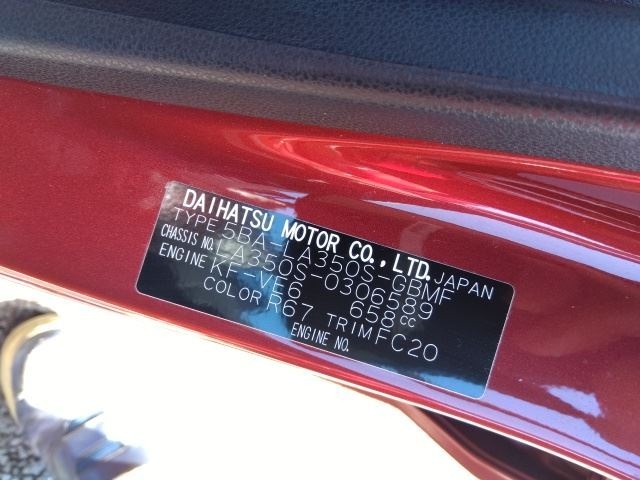 DAIHATSU MOTOR CO., LTD. JAPAN
TYPE 5BA-LA350S-GBMF
CHASSIS NO. LA350S-0306589
ENGINE KF-VE6 658cc
COLOR R67 TRIM FC20
ENGINE NO.